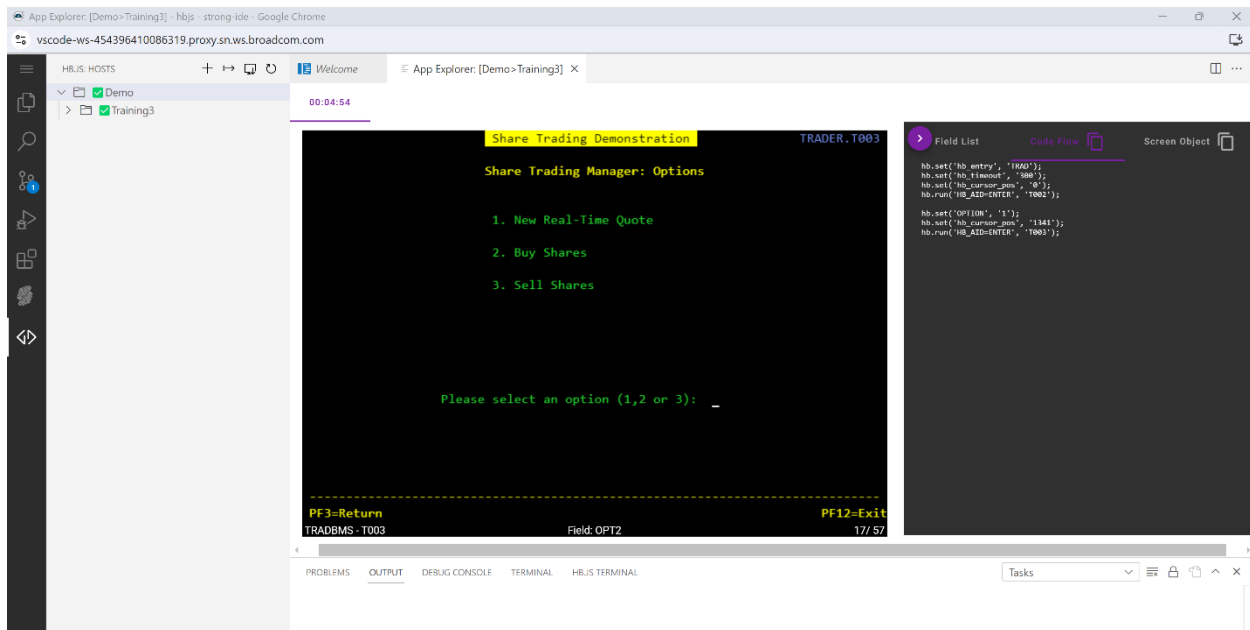 App Explorer: [Demo>Training3] - hbjs - strong-ide - Google Chrome
vscode-ws-454396410086319.proxy.sn.ws.broadcom.com
HB.JS: HOSTS
Demo
Training3
1
Welcome
App Explorer: [Demo>Training3]
00:04:54
Share Trading Demonstration TRADER.T003
Share Trading Manager: Options
1. New Real-Time Quote
2. Buy Shares
3. Sell Shares
Please select an option (1,2 or 3): _
PF3=Return PF12=Exit
TRADBMS - T003 Field: OPT2 17/ 57
Field List Code Flow Screen Object
hb.set('hb_entry', 'TRAD');
hb.set('hb_timeout', '300');
hb.set('hb_cursor_pos', '0');
hb.run('HB_AID=ENTER', 'T002');
hb.set('OPTION', '1');
hb.set('hb_cursor_pos', '1341');
hb.run('HB_AID=ENTER', 'T003');
PROBLEMS OUTPUT DEBUG CONSOLE TERMINAL HB.JS TERMINAL Tasks